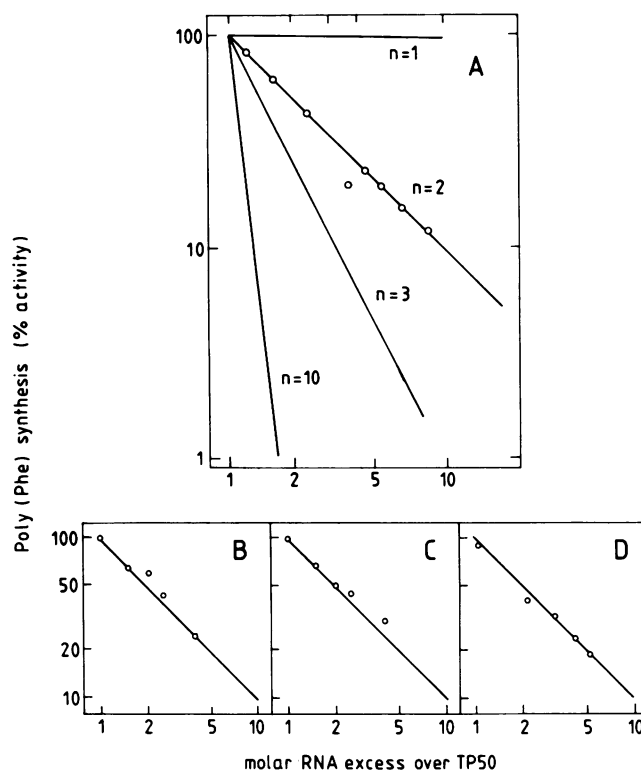 A
100
10
1
n=1
n=2
n=3
n=10
1 2 5 10
Poly (Phe) synthesis (% activity)
B C D
100
50
20
10
1 2 5 10 1 2 5 10 1 2 5 10
molar RNA excess over TP50